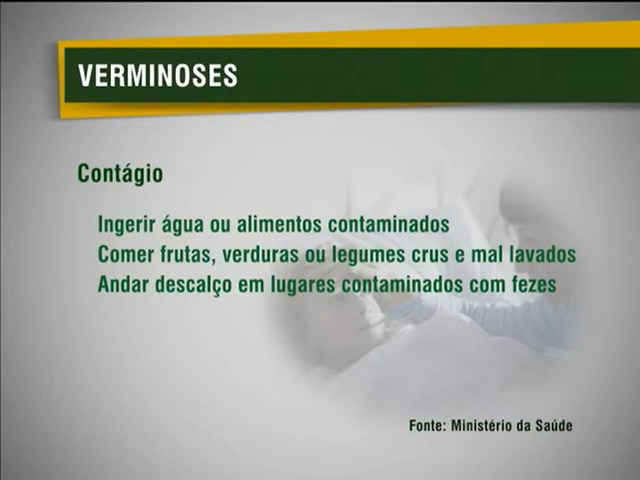 VERMINOSES
Contágio
Ingerir água ou alimentos contaminados
Comer frutas, verduras ou legumes crus e mal lavados
Andar descalço em lugares contaminados com fezes
Fonte: Ministério da Saúde